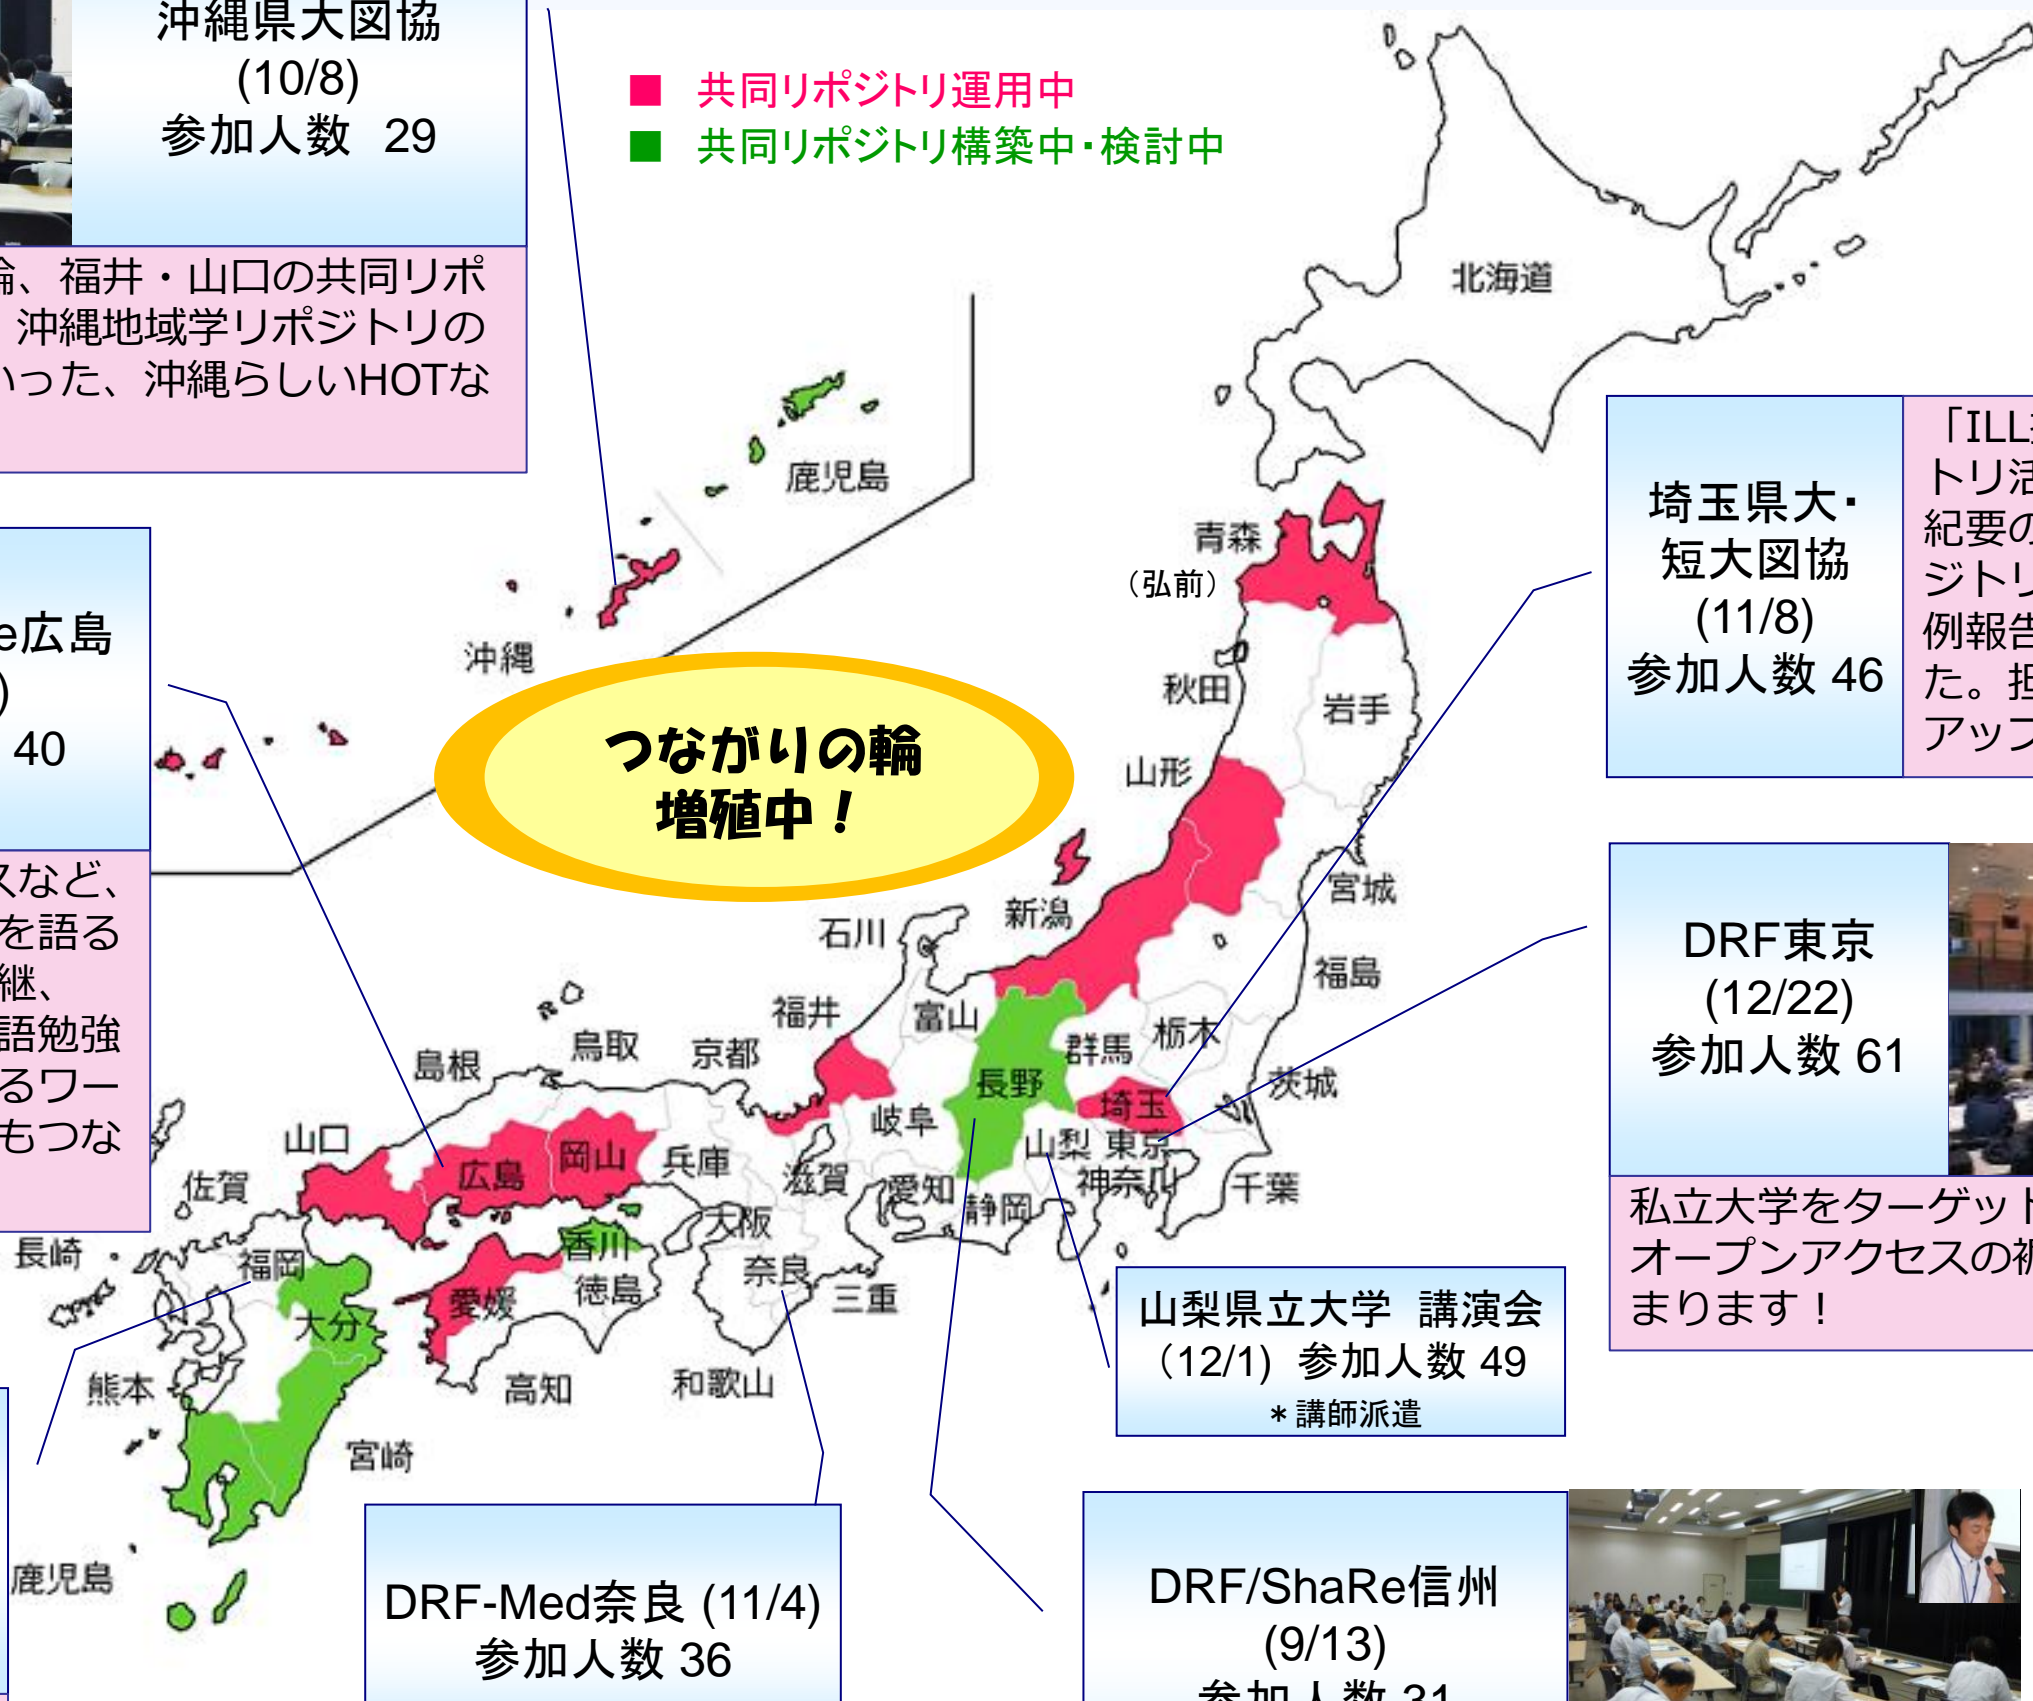 沖縄県大図協
(10/8)
参加人数 29
、福井・山口の共同リポ
沖縄地域学リポジトリの
いった、沖縄らしいHOTな
■ 共同リポジトリ運用中
■ 共同リポジトリ構築中・検討中
北海道
鹿児島
沖縄
青森
(弘前)
秋田
岩手
山形
宮城
新潟
福島
石川
富山
福井
群馬
栃木
茨城
長野
埼玉
岐阜
山梨
東京
神奈川
千葉
静岡
愛知
滋賀
京都
鳥取
島根
兵庫
岡山
広島
山口
大阪
奈良
三重
和歌山
香川
徳島
愛媛
高知
佐賀
長崎
福岡
大分
熊本
宮崎
鹿児島
つながりの輪
増殖中!
e広島
)
40
スなど、
を語る
継、
語勉強
るワー
もつな
埼玉県大・
短大図協
(11/8)
参加人数 46
「ILL
トリ活
紀要の
ジトリ
例報告
た。担
アップ
DRF東京
(12/22)
参加人数 61
私立大学をターゲット
オープンアクセスの裾
まります!
山梨県立大学 講演会
(12/1) 参加人数 49
*講師派遣
DRF-Med奈良 (11/4)
参加人数 36
DRF/ShaRe信州
(9/13)
参加人数 31